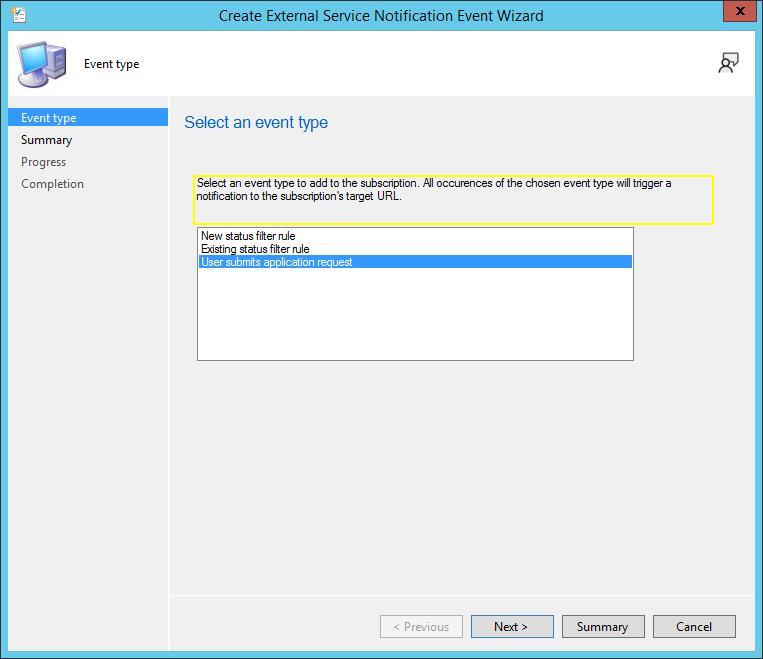 Create External Service Notification Event Wizard
x
Event type
Event type
Summary
Progress
Completion
Select an event type
Select an event type to add to the subscription. All occurences of the chosen event type will trigger a
notification to the subscription's target URL.
New status filter rule
Existing status filter rule
User submits application request
< Previous
Next >
Summary
Cancel